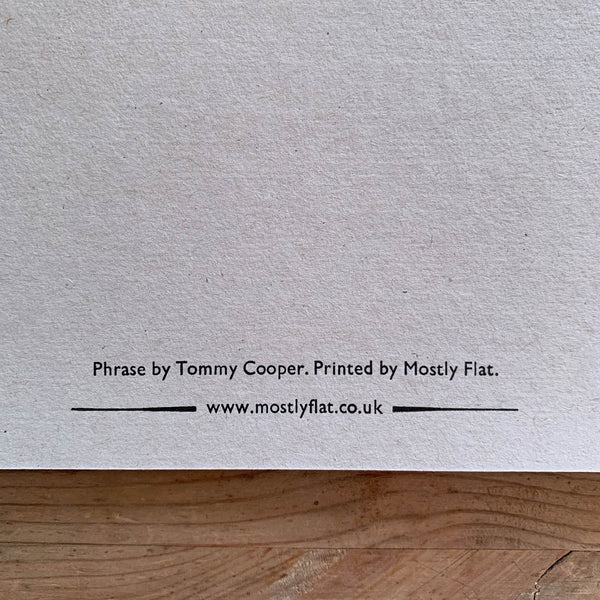 Phrase by Tommy Cooper. Printed by Mostly Flat.
www.mostlyflat.co.uk